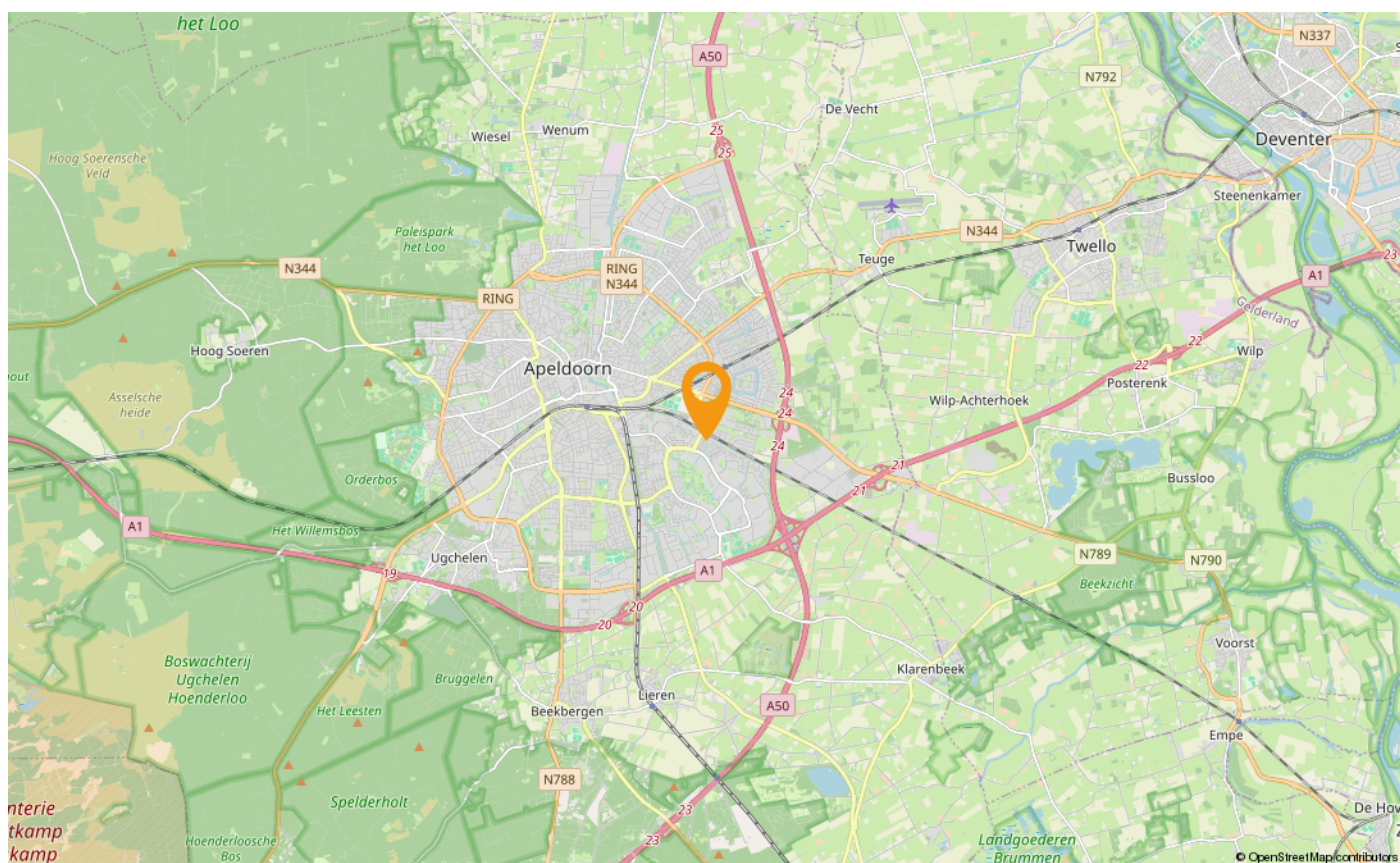 het Loo
A50
N337
N792
De Vecht
Wiesel
Wenum
25
25
Deventer
Hoog Soerensche
Veld
Steenenkamer
Paleispark
het Loo
N344
Twello
Teuge
23
N344
RING
N344
A1
RING
Gelderland
Hoog Soeren
22
Wilp
22
Apeldoorn
Posterenk
Asselsche
heide
24
Wilp-Achterhoek
24
24
Orderbos
21
Bussloo
21
A1
Het Willemsbos
Ugchelen
N789
N790
19
A1
Beekzicht
20
20
Voorst
Boswachterij
Ugchelen
Hoenderloo
Bruggelen
Klarenbeek
Lieren
Het Leesten
Beekbergen
A50
Empe
N788
Spelderholt
23
nterie
tkamp
kamp
De Hov
23
Hoenderloosche
Bos
Landgoederen
Brummen
© OpenStreetMap contributors